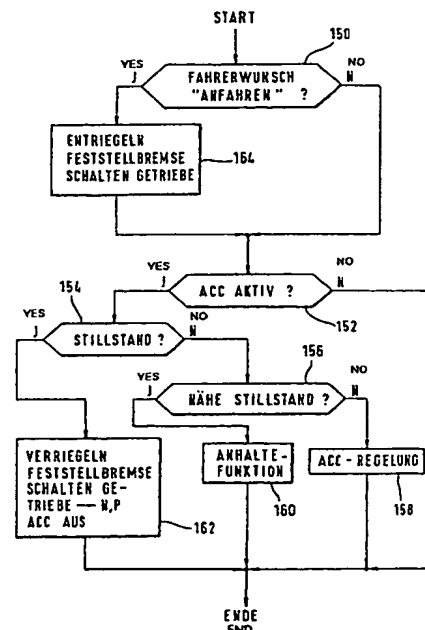 START
150
YES
J
FAHRERWUNSCH
"ANFAHREN" ?
NO
N
ENTRIEGELN
FESTSTELLBREMSE
SCHALTEN GETRIEBE
164
YES
J
ACC AKTIV ?
NO
N
152
154
YES
J
STILLSTAND ?
NO
N
156
YES
J
NÄHE STILLSTAND ?
NO
N
VERRIEGELN
FESTSTELLBREMSE
SCHALTEN GE-
TRIEBE — N,P
ACC AUS
162
ANHALTE-
FUNKTION
160
ACC-REGELUNG
158
ENDE
END